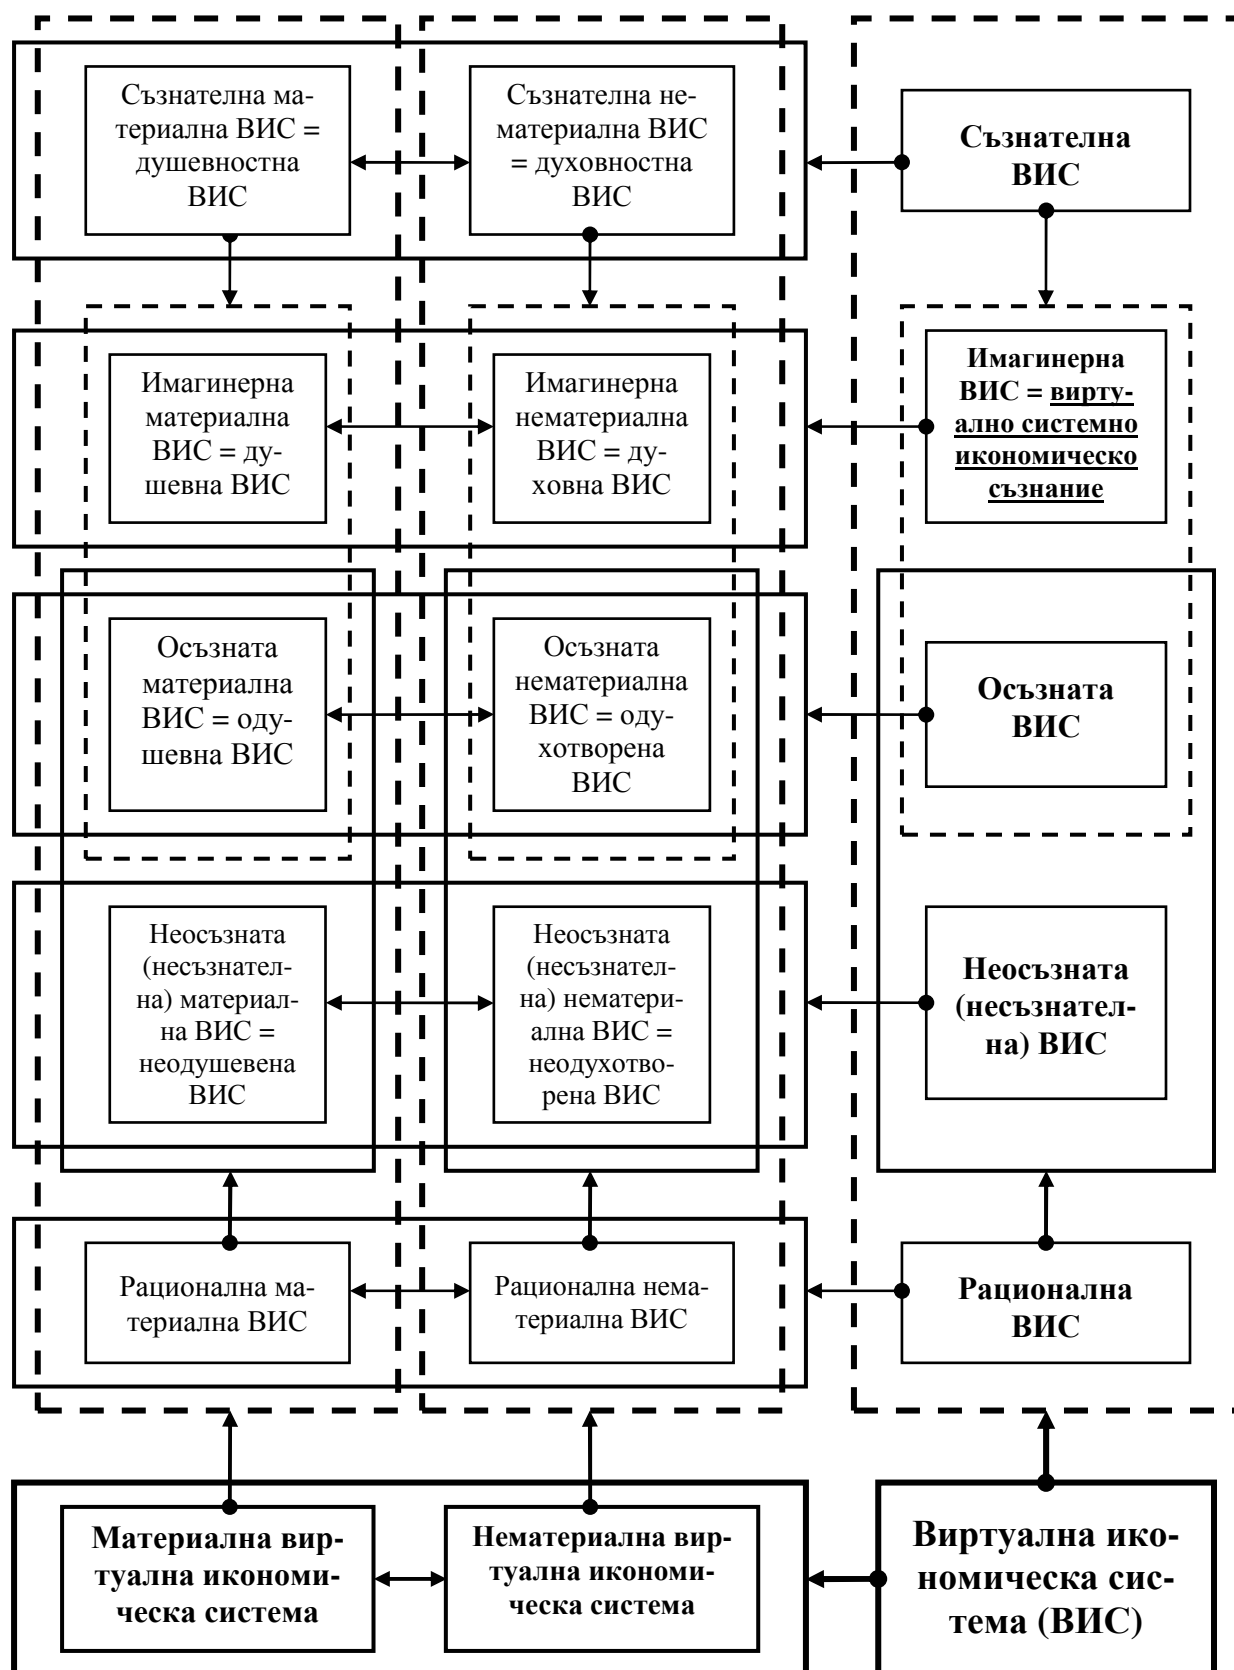 Съзнателна ма-
териална ВИС =
душевностна
ВИС
Съзнателна не-
материална ВИС
= духовностна
ВИС
Съзнателна
ВИС
Имагинерна
материална
ВИС = ду-
шевна ВИС
Имагинерна
нематериална
ВИС = ду-
ховна ВИС
Имагинерна
ВИС = вирту-
ално системно
икономическо
съзнание
Осъзната
материална
ВИС = оду-
шевна ВИС
Осъзната
нематериална
ВИС = оду-
хотворена
ВИС
Осъзната
ВИС
Неосъзната
(несъзнател-
на) материал-
на ВИС =
неодушевена
ВИС
Неосъзната
(несъзнател-
на) нематери-
ална ВИС =
неодухотво-
рена ВИС
Неосъзната
(несъзнател-
на) ВИС
Рационална ма-
териална ВИС
Рационална нема-
териална ВИС
Рационална
ВИС
Материална вир-
туална икономи-
ческа система
Нематериална вир-
туална икономи-
ческа система
Виртуална ико-
номическа сис-
тема (ВИС)